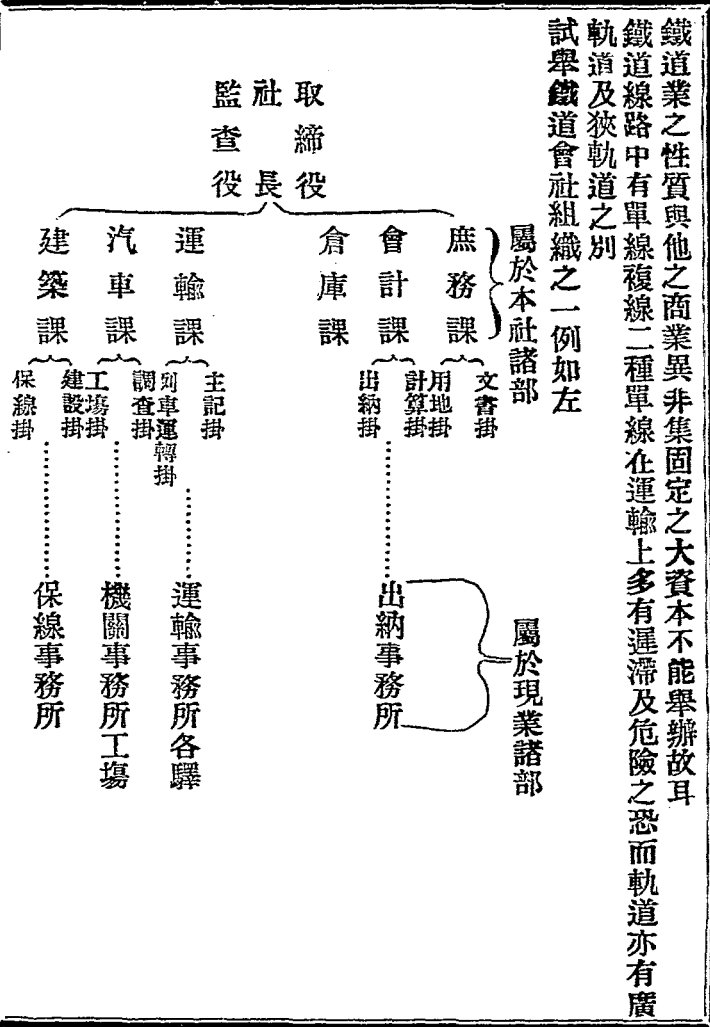 鐵道業之性質與他之商業異非集固定之大資本不能舉辦故耳
鐵道線路中有單線複線二種單線在運輸上多有遲滯及危險之恐而軌道亦有廣
軌道及狹軌道之別
試舉鐵道會社組織之一例如左
取締役
社長
監查役
屬於本社諸部
庶務課
會計課
倉庫課
運輸課
汽車課
建築課
文書掛
用地掛
計算掛
出納掛
主記掛
列車運轉掛
調查掛
工塲掛
建設掛
保線掛
屬於現業諸部
出納事務所
運輸事務所各驛
機關事務所工塲
保線事務所